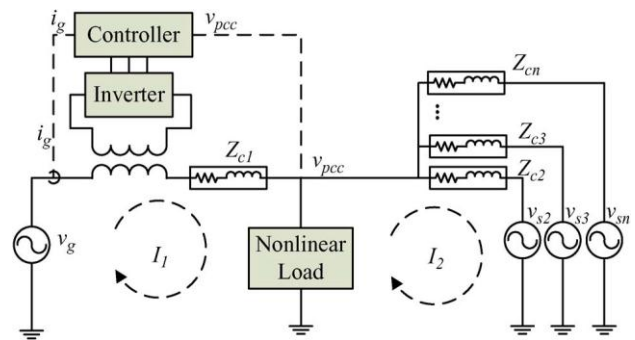 i_g
Controller
v_pcc
Inverter
i_g
Z_c1
v_pcc
Z_cn
⋮
Z_c3
Z_c2
v_g
I_1
Nonlinear
Load
I_2
v_s2
v_s3
v_sn